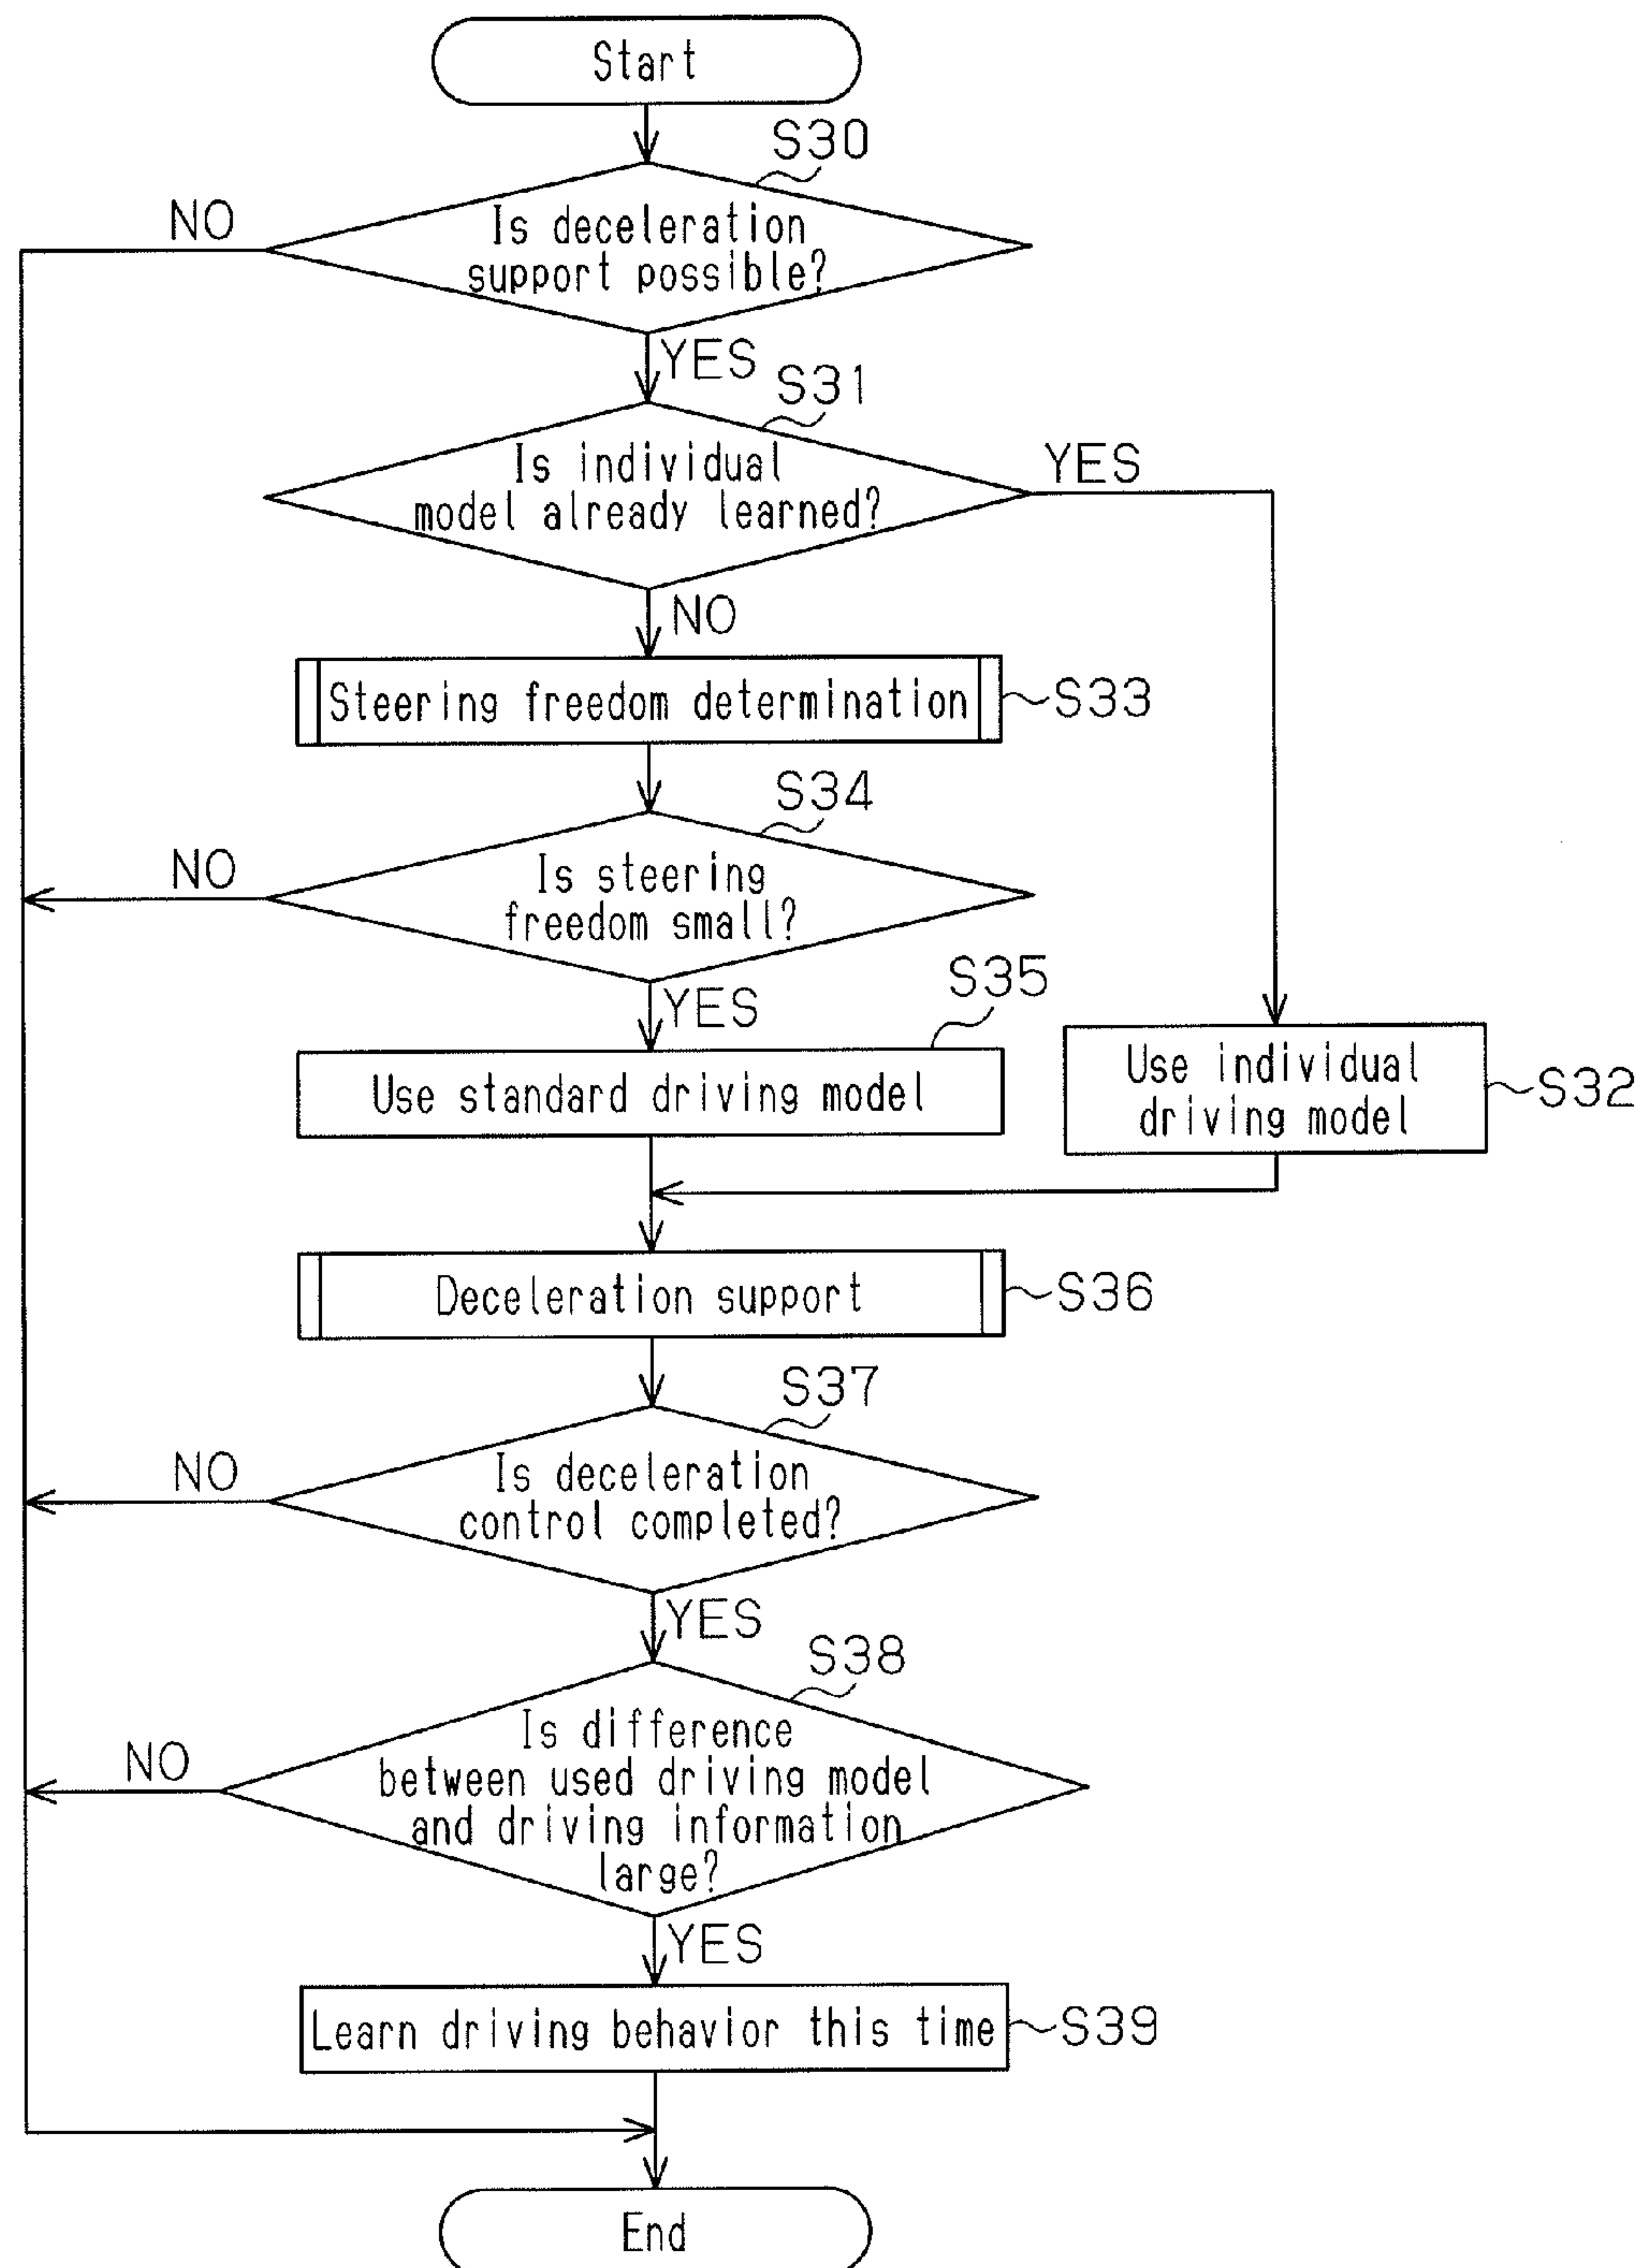 Start
S30
NO
Is deceleration
support possible?
YES
S31
Is individual
model already learned?
YES
NO
Steering freedom determination
S33
S34
NO
Is steering
freedom small?
YES
S35
Use standard driving model
Use individual
driving model
S32
Deceleration support
S36
S37
NO
Is deceleration
control completed?
YES
S38
NO
Is difference
between used driving model
and driving information
large?
YES
Learn driving behavior this time
S39
End